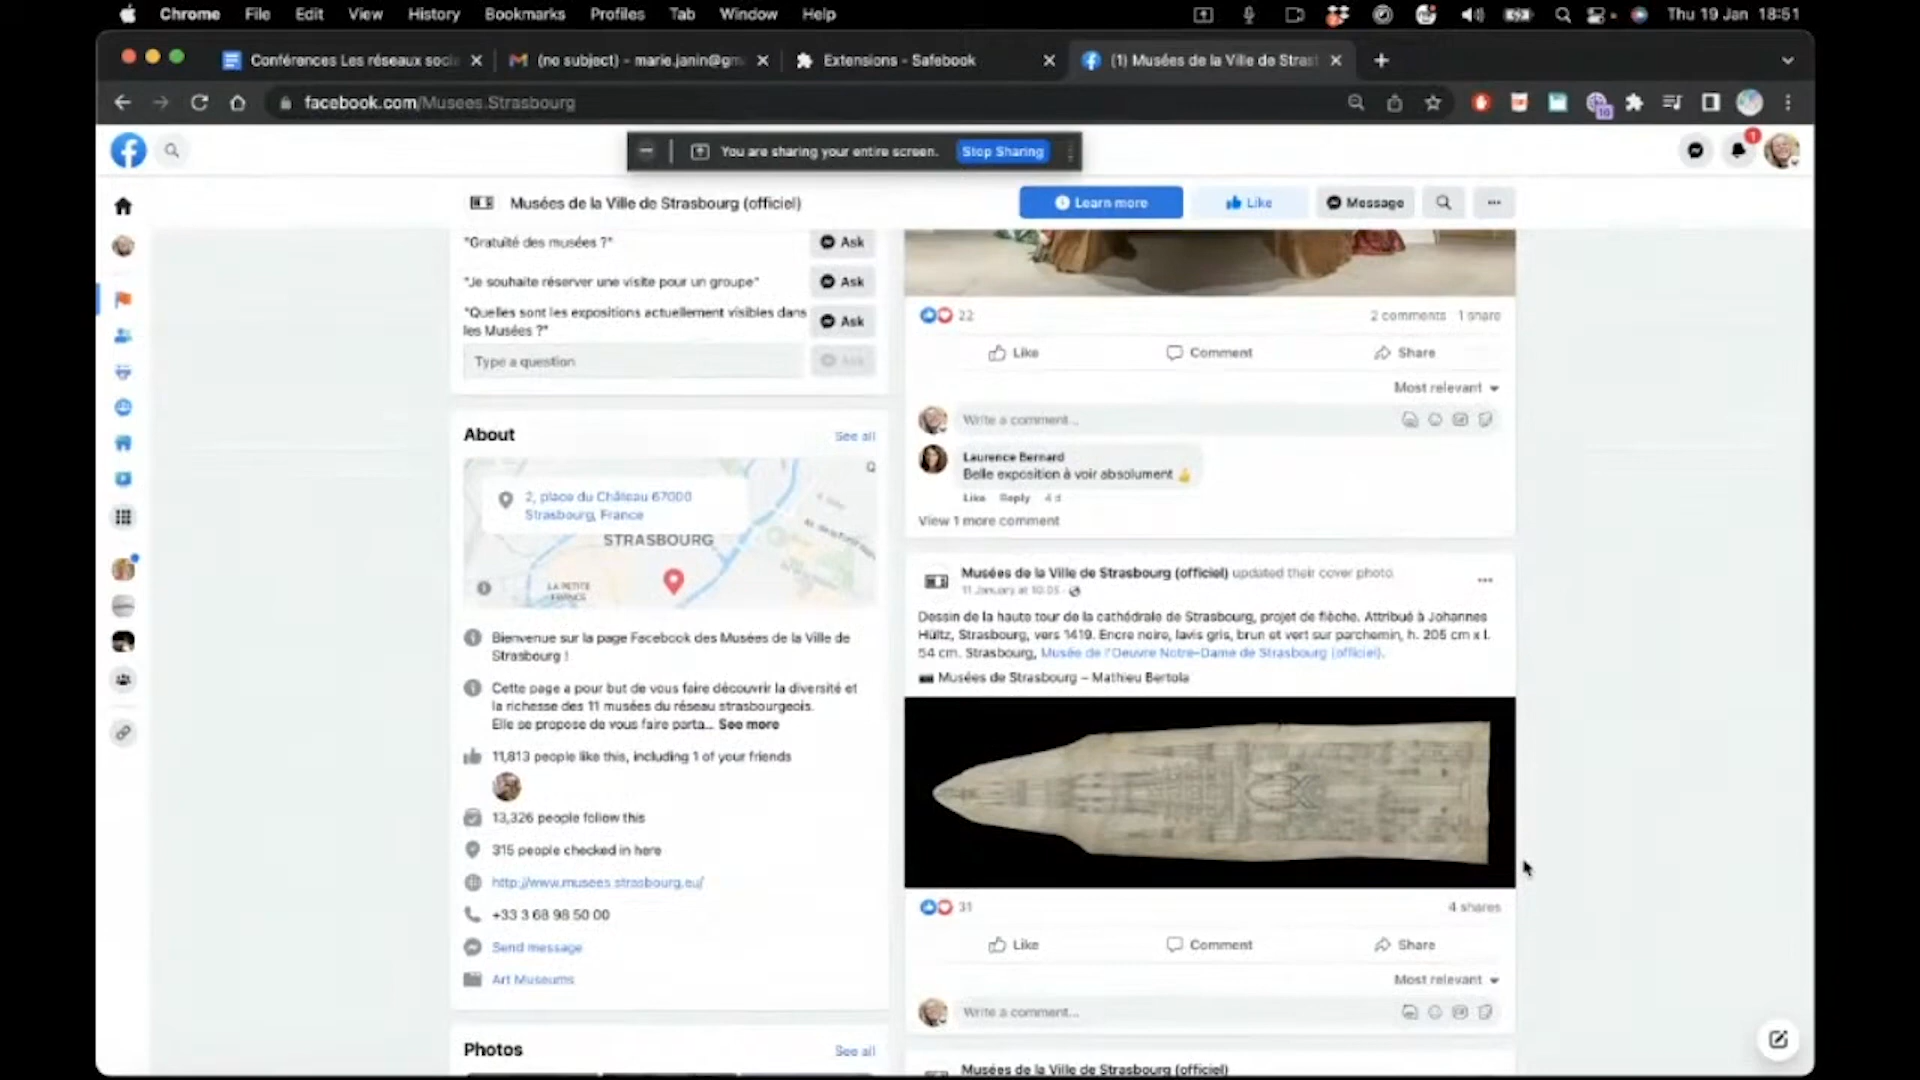 Chrome File Edit View History Bookmarks Profiles Tab Window Help Thu 19 Jan 18:51
Conférences Les réseaux soci
(no subject) - marie.janin@gm
Extensions - Safebook
(1) Musées de la Ville de Stras
facebook.com/Musees.Strasbourg
10
You are sharing your entire screen. Stop Sharing
1
Musées de la Ville de Strasbourg (officiel)
Learn more Like Message
"Gratuité des musées ?" Ask
"Je souhaite réserver une visite pour un groupe" Ask
"Quelles sont les expositions actuellement visibles dans
les Musées ?" Ask
Type a question Ask
About See all
2, place du Château 67000
Strasbourg, France
STRASBOURG
LA PETITE
FRANCE
Bienvenue sur la page Facebook des Musées de la Ville de
Strasbourg !
Cette page a pour but de vous faire découvrir la diversité et
la richesse des 11 musées du réseau strasbourgeois.
Elle se propose de vous faire parta... See more
11,813 people like this, including 1 of your friends
13,326 people follow this
315 people checked in here
http://www.musees.strasbourg.eu/
+33 3 68 98 50 00
Send message
Art Museums
Photos See all
22 2 comments 1 share
Like Comment Share
Most relevant
Write a comment...
Laurence Bernard
Belle exposition à voir absolument
Like Reply 4 d
View 1 more comment
Musées de la Ville de Strasbourg (officiel) updated their cover photo.
11 January at 10:05
Dessin de la haute tour de la cathédrale de Strasbourg, projet de flèche. Attribué à Johannes
Hültz, Strasbourg, vers 1419. Encre noire, lavis gris, brun et vert sur parchemin, h. 205 cm x l.
54 cm. Strasbourg, Musée de l'Oeuvre Notre-Dame de Strasbourg (officiel).
Musées de Strasbourg – Mathieu Bertola
31 4 shares
Like Comment Share
Most relevant
Write a comment...
Musées de la Ville de Strasbourg (officiel)